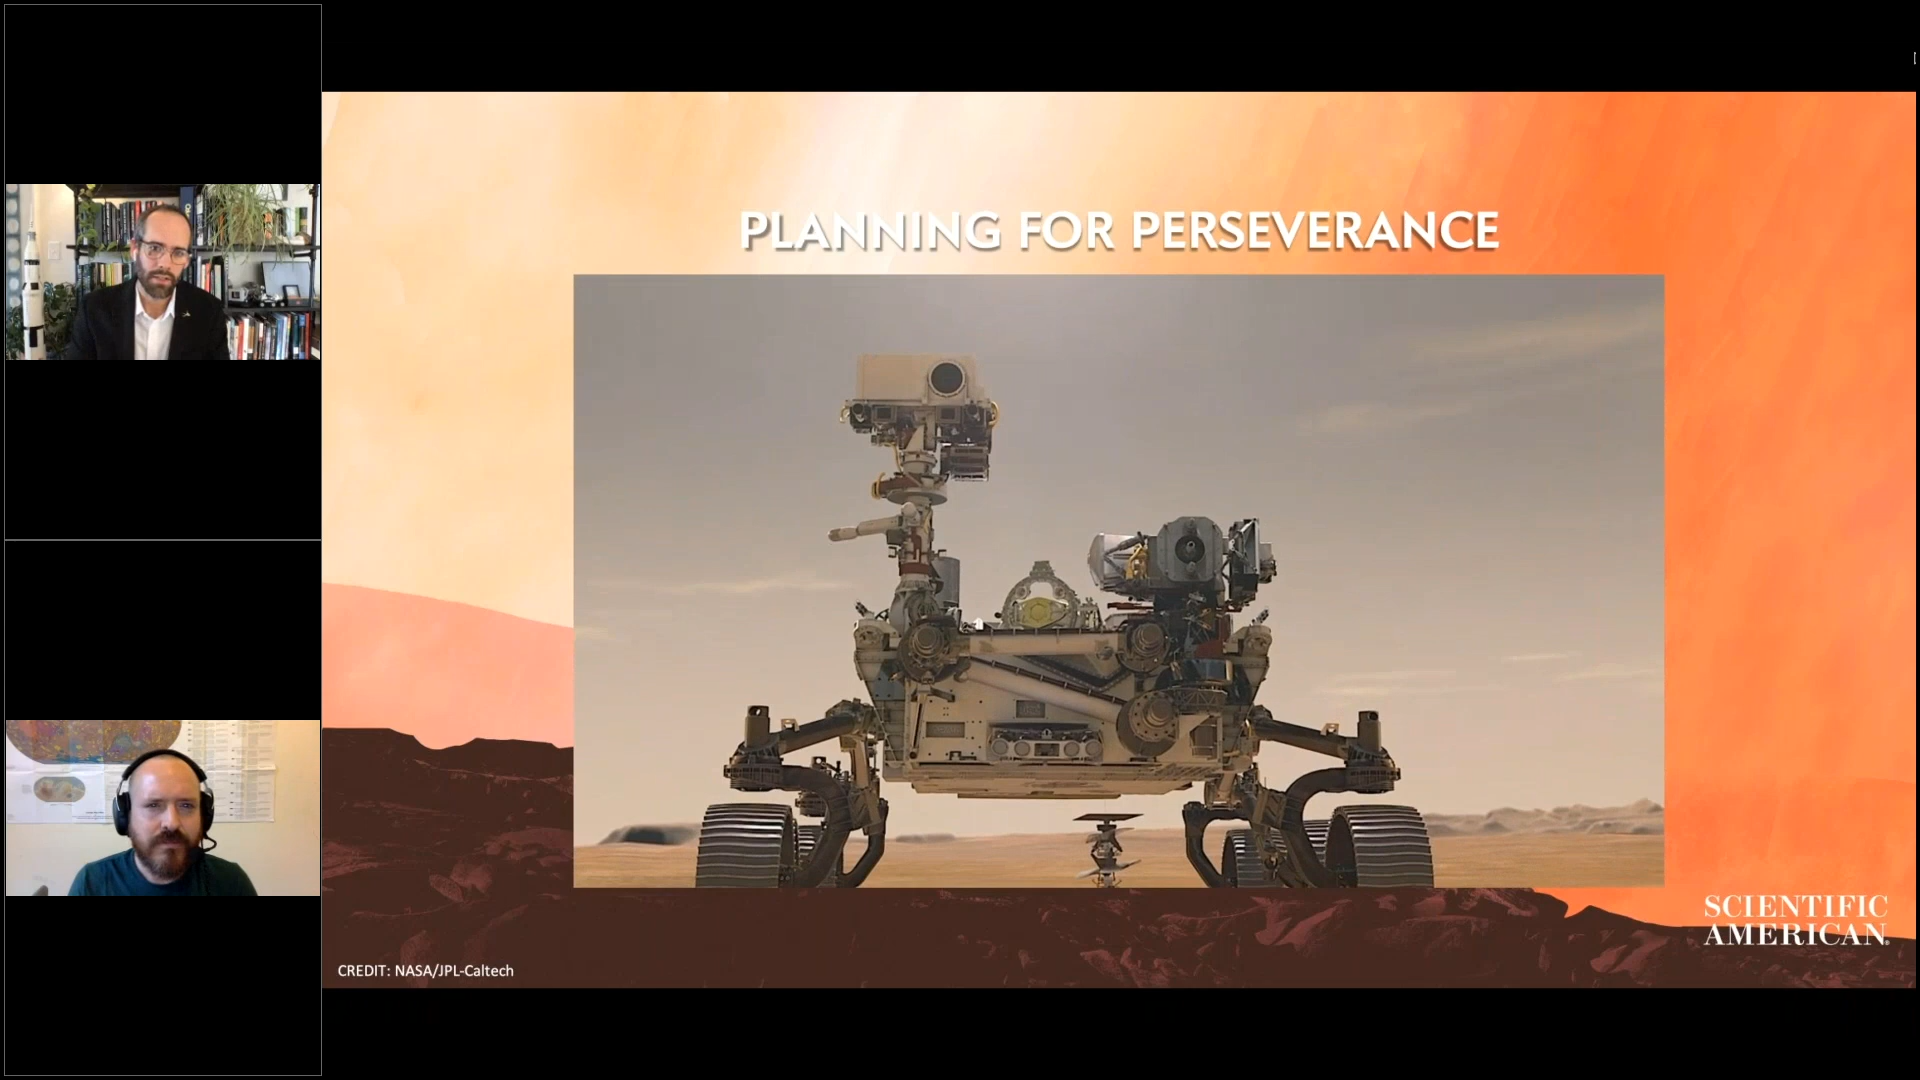 PLANNING FOR PERSEVERANCE
SCIENTIFIC
AMERICAN
CREDIT: NASA/JPL-Caltech